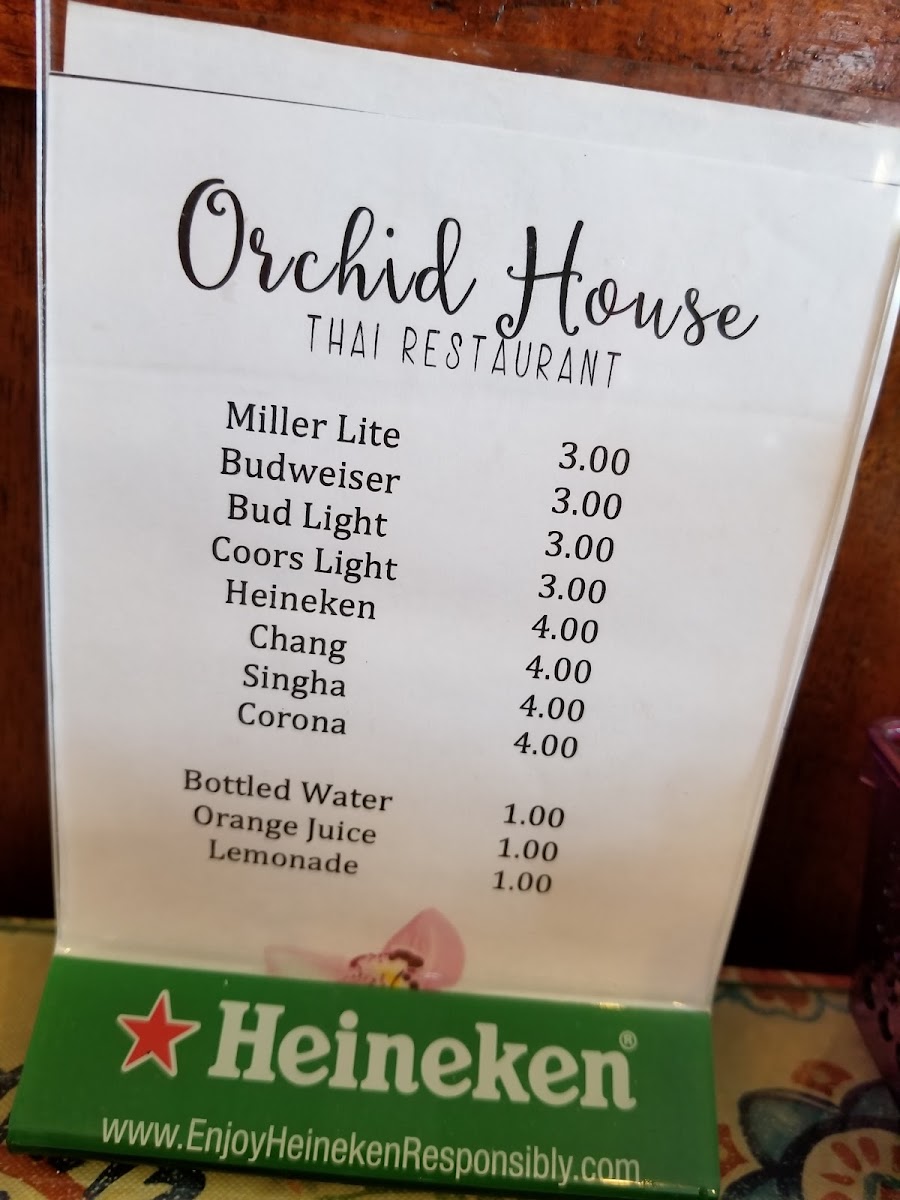 Orchid House
THAI RESTAURANT
Miller Lite 3.00
Budweiser 3.00
Bud Light 3.00
Coors Light 3.00
Heineken 4.00
Chang 4.00
Singha 4.00
Corona 4.00
Bottled Water 1.00
Orange Juice 1.00
Lemonade 1.00
Heineken®
www.EnjoyHeinekenResponsibly.com